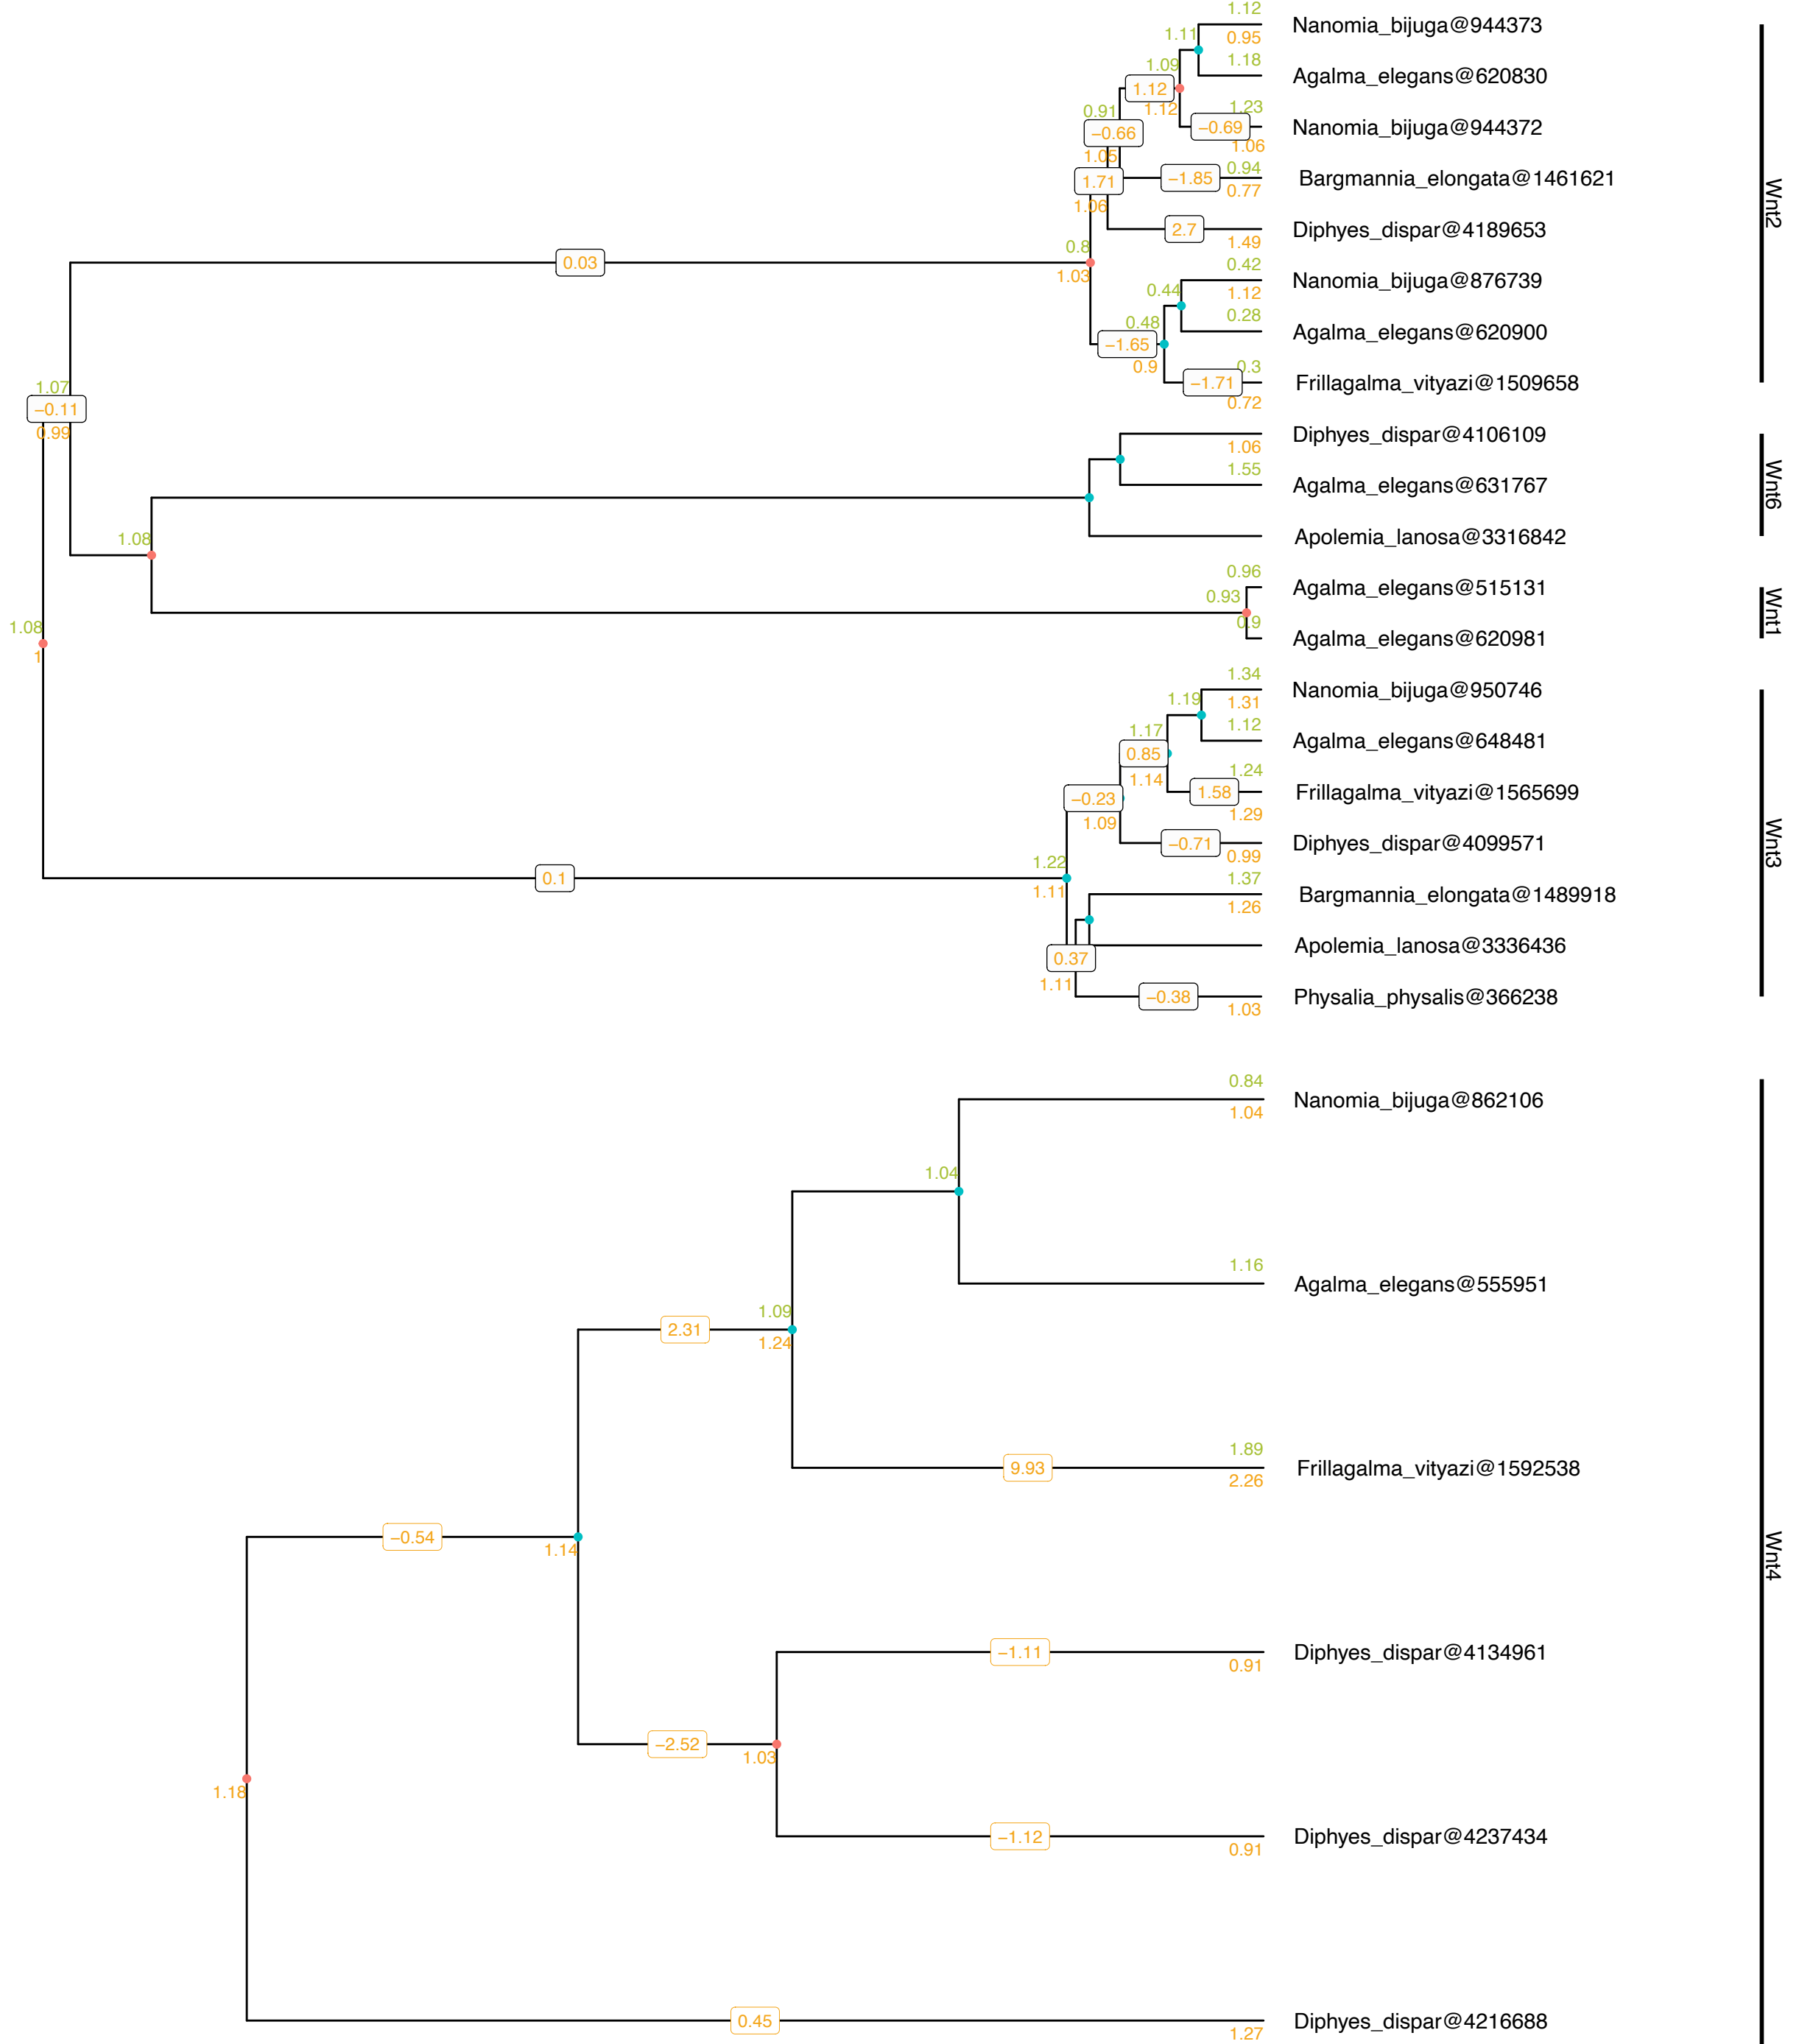 1.12
Nanomia_bijuga@944373
1.11
0.95
1.09
1.18
Agalma_elegans@620830
1.12
1.12
0.91
1.23
−0.66
−0.69
Nanomia_bijuga@944372
1.05
1.06
0.94
1.71
−1.85
Bargmannia_elongata@1461621
0.77
1.06
Wnt2
2.7
Diphyes_dispar@4189653
0.8
1.49
0.03
0.42
1.03
Nanomia_bijuga@876739
0.44
1.12
0.48
0.28
−1.65
Agalma_elegans@620900
0.9
0.3
−1.71
Frillagalma_vityazi@1509658
1.07
0.72
−0.11
0.99
Diphyes_dispar@4106109
1.06
1.55
Agalma_elegans@631767
Wnt6
1.08
Apolemia_lanosa@3316842
0.96
Agalma_elegans@515131
0.93
Wnt1
1.08
0.9
Agalma_elegans@620981
1
1.34
Nanomia_bijuga@950746
1.19
1.31
1.17
1.12
0.85
Agalma_elegans@648481
1.14
1.24
−0.23
1.58
Frillagalma_vityazi@1565699
1.09
1.29
−0.71
Diphyes_dispar@4099571
Wnt3
1.22
0.99
0.1
1.37
1.11
Bargmannia_elongata@1489918
1.26
Apolemia_lanosa@3336436
0.37
1.11
−0.38
Physalia_physalis@366238
1.03
0.84
Nanomia_bijuga@862106
1.04
1.04
1.16
Agalma_elegans@555951
1.09
2.31
1.24
1.89
9.93
Frillagalma_vityazi@1592538
2.26
−0.54
1.14
Wnt4
−1.11
Diphyes_dispar@4134961
0.91
−2.52
1.03
1.18
−1.12
Diphyes_dispar@4237434
0.91
0.45
Diphyes_dispar@4216688
1.27